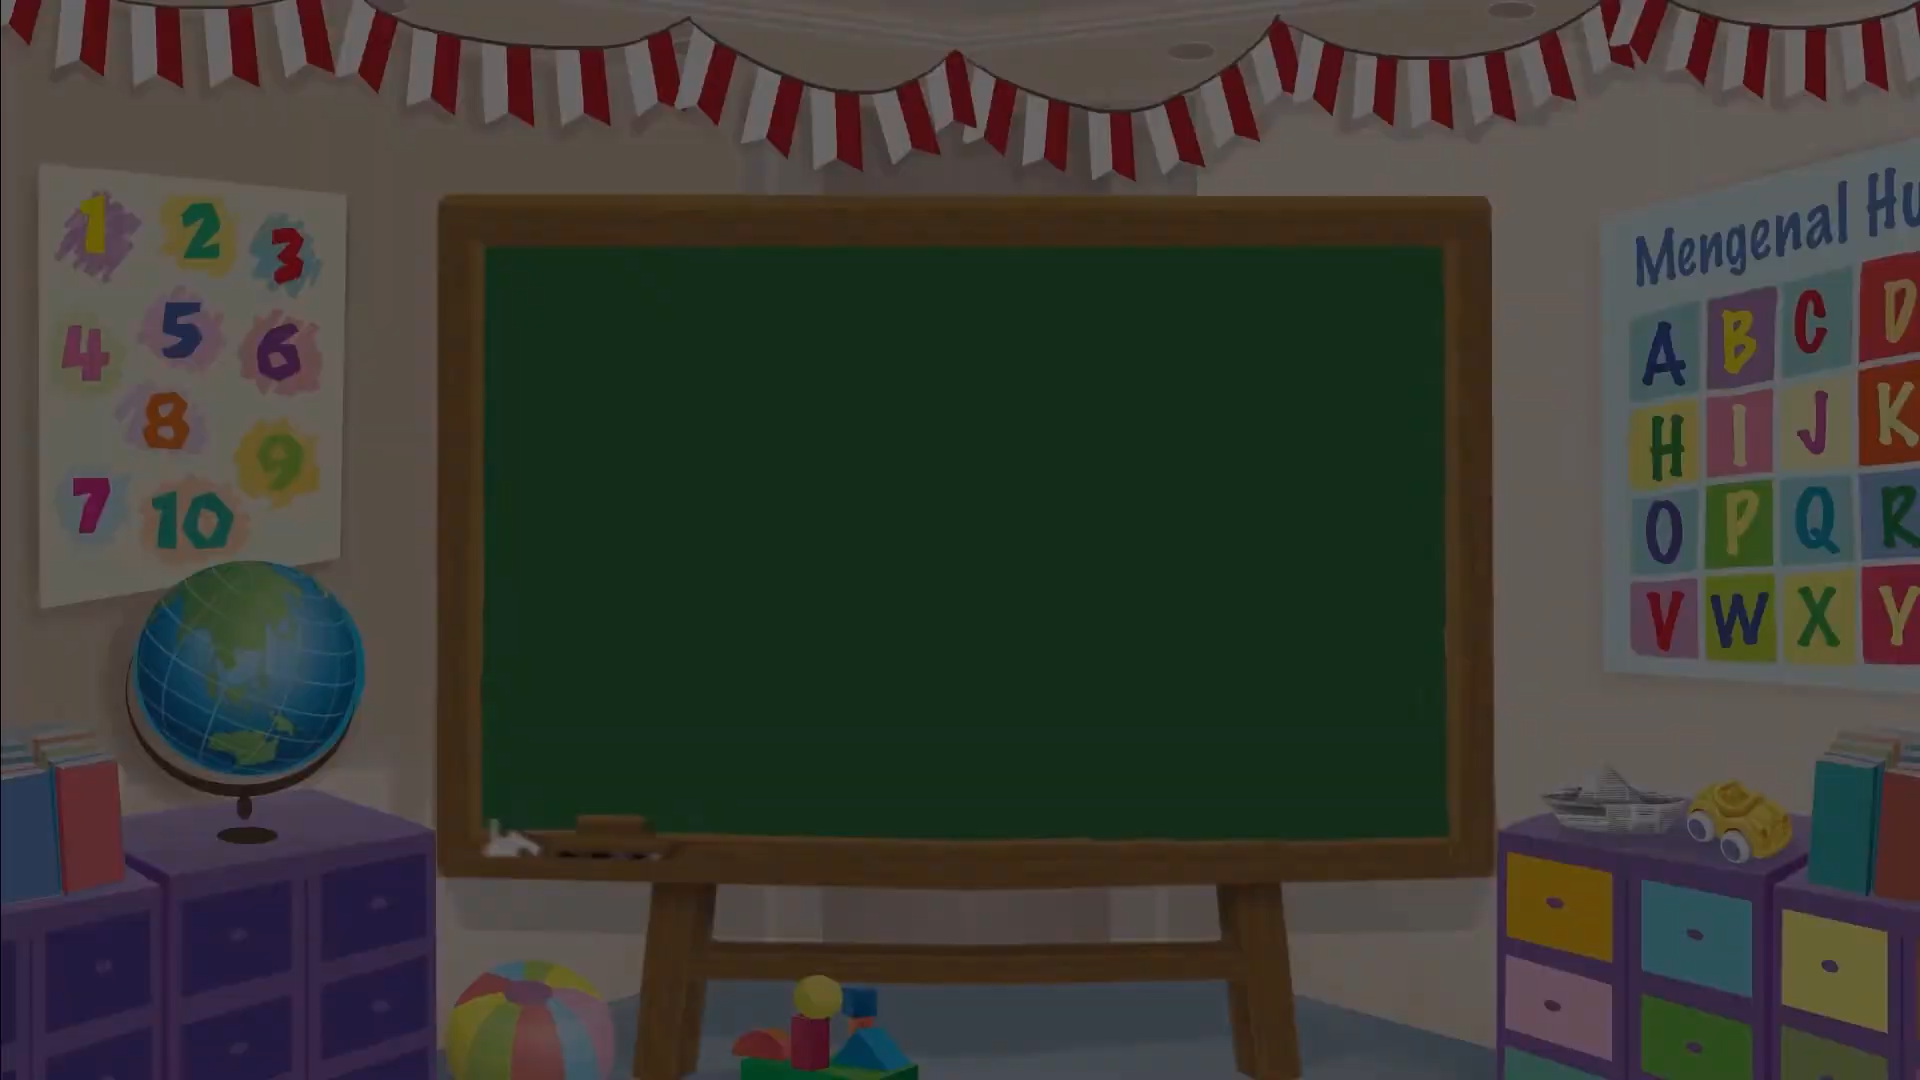 1 2 3
4 5 6
8 9
7 10
Mengenal Hu
A B C D
H I J K
O P Q R
V W X Y